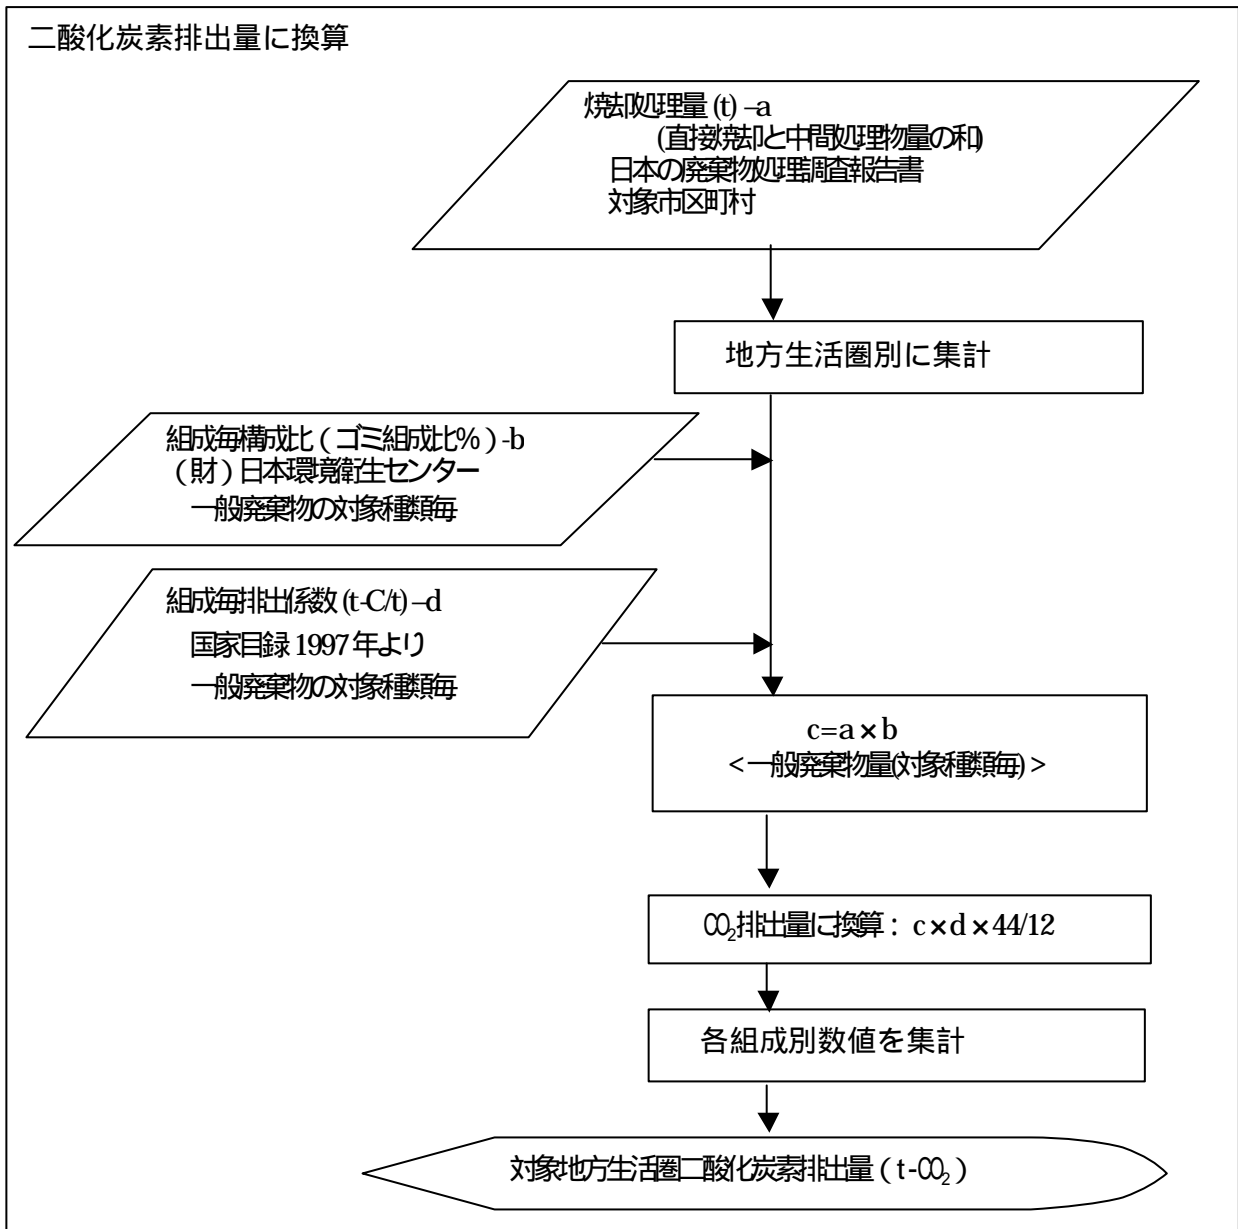 二酸化炭素排出量に換算
焼却処理量(t)–a
(直接焼却と中間処理物量の和)
日本の廃棄物処理調査報告書
対象市区町村
地方生活圏別に集計
組成毎構成比（ゴミ組成比%）-b
（財）日本環境衛生センター
一般廃棄物の対象種類毎
組成毎排出係数(t-C/t)–d
国家目録1997年より
一般廃棄物の対象種類毎
c=a×b
<一般廃棄物量(対象種類毎)>
CO₂排出量に換算：c×d×44/12
各組成別数値を集計
対象地方生活圏二酸化炭素排出量（t-CO₂）